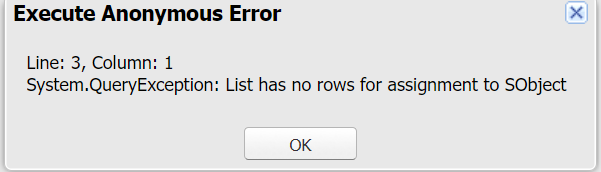 Execute Anonymous Error
Line: 3, Column: 1
System.QueryException: List has no rows for assignment to SObject
OK